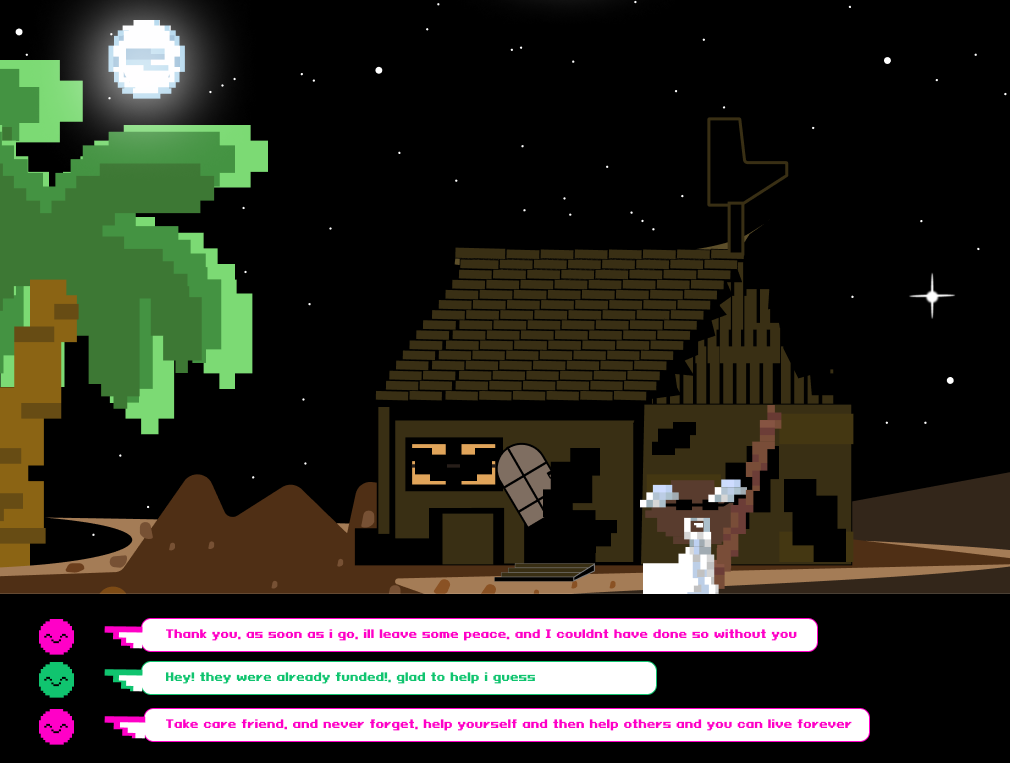 Thank you, as soon as i go, ill leave some peace, and I couldnt have done so without you
Hey! they were already funded!, glad to help i guess
Take care friend, and never forget, help yourself and then help others and you can live forever